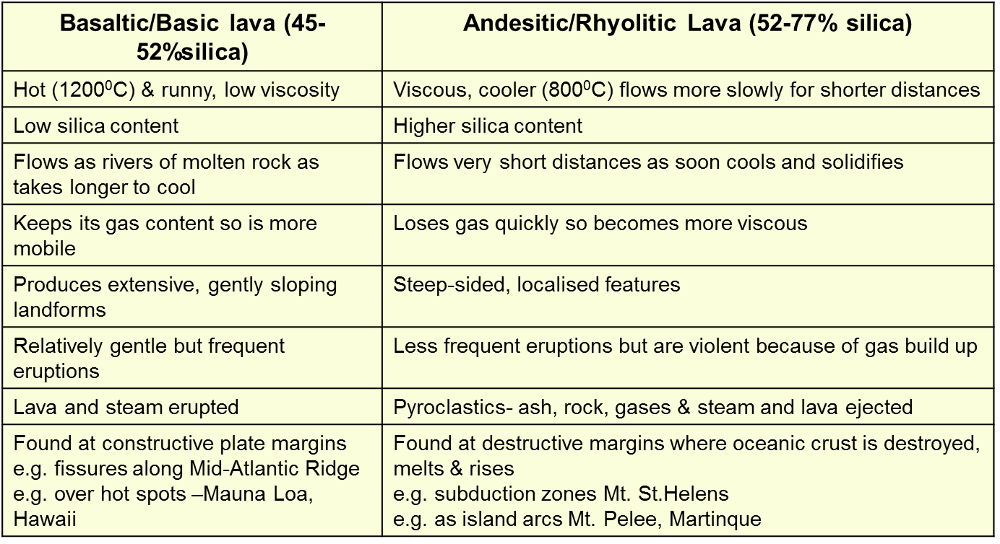 Basaltic/Basic lava (45-
52%silica)
Andesitic/Rhyolitic Lava (52-77% silica)
Hot (1200⁰C) & runny, low viscosity
Viscous, cooler (800⁰C) flows more slowly for shorter distances
Low silica content
Higher silica content
Flows as rivers of molten rock as
takes longer to cool
Flows very short distances as soon cools and solidifies
Keeps its gas content so is more
mobile
Loses gas quickly so becomes more viscous
Produces extensive, gently sloping
landforms
Steep-sided, localised features
Relatively gentle but frequent
eruptions
Less frequent eruptions but are violent because of gas build up
Lava and steam erupted
Pyroclastics- ash, rock, gases & steam and lava ejected
Found at constructive plate margins
e.g. fissures along Mid-Atlantic Ridge
e.g. over hot spots –Mauna Loa,
Hawaii
Found at destructive margins where oceanic crust is destroyed,
melts & rises
e.g. subduction zones Mt. St.Helens
e.g. as island arcs Mt. Pelee, Martinque